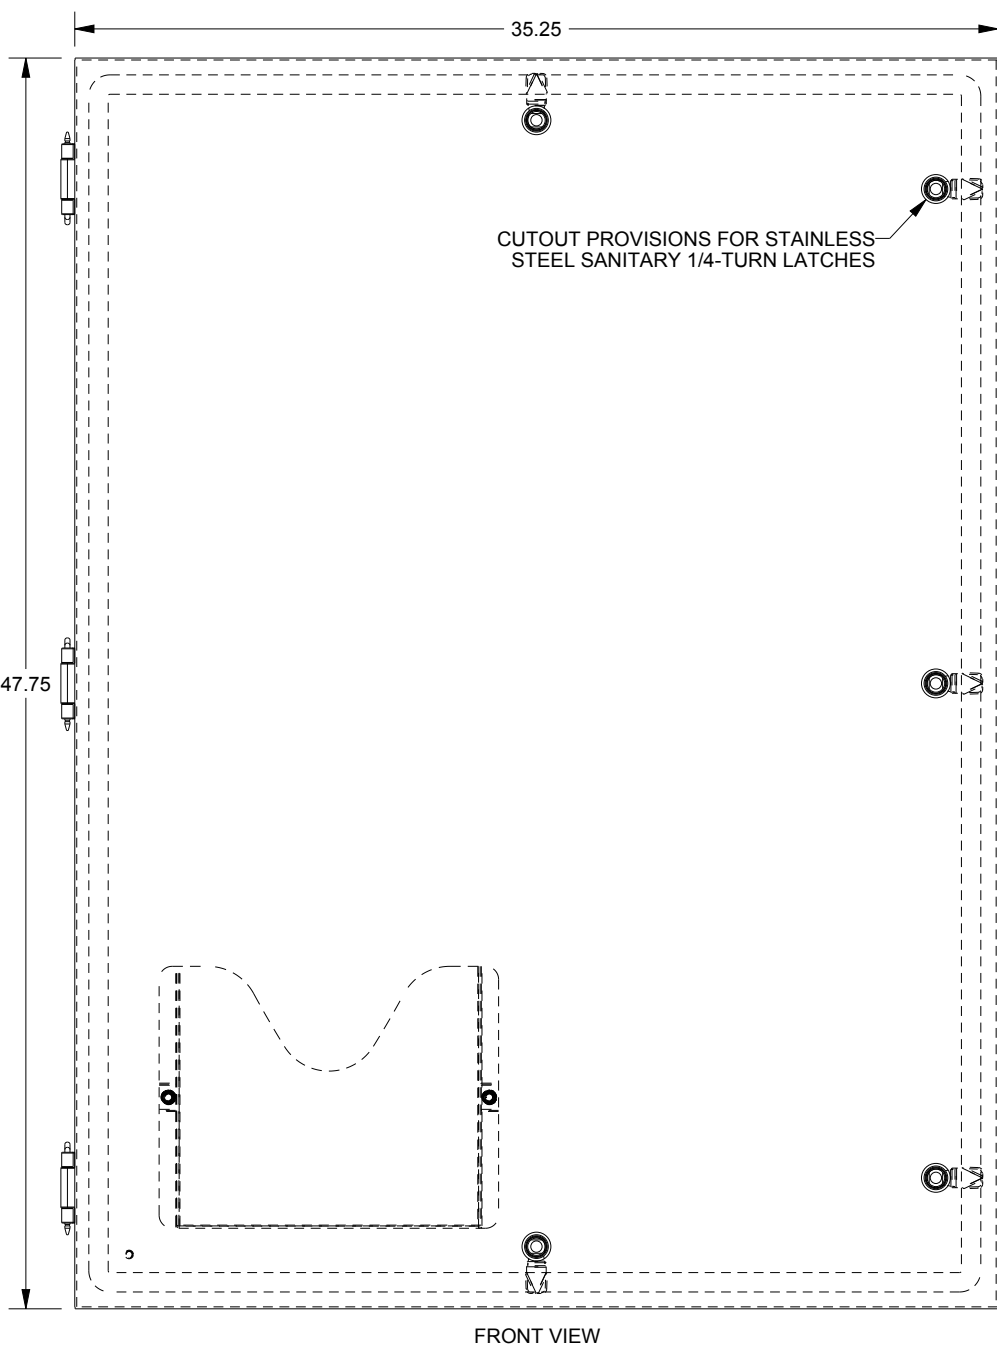 35.25
CUTOUT PROVISIONS FOR STAINLESS
STEEL SANITARY 1/4-TURN LATCHES
47.75
FRONT VIEW